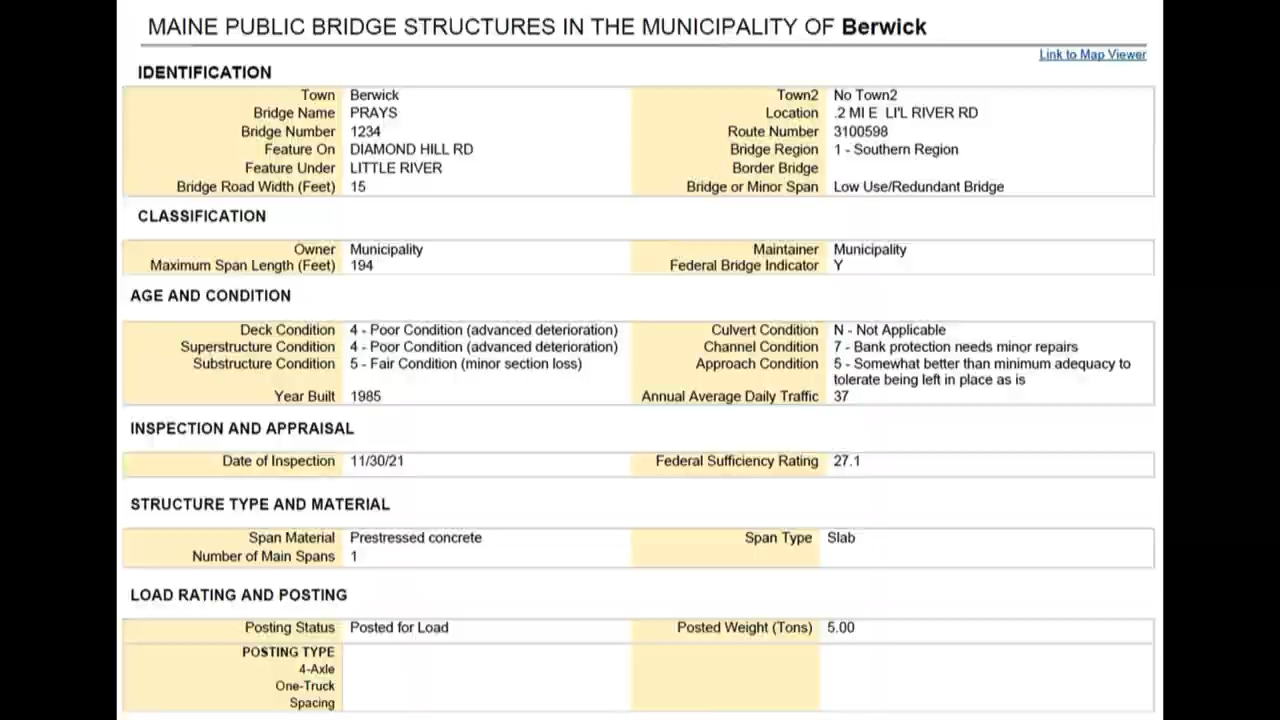 MAINE PUBLIC BRIDGE STRUCTURES IN THE MUNICIPALITY OF Berwick
Link to Map Viewer
IDENTIFICATION
Town Berwick Town2 No Town2
Bridge Name PRAYS Location .2 MI E LI'L RIVER RD
Bridge Number 1234 Route Number 3100598
Feature On DIAMOND HILL RD Bridge Region 1 - Southern Region
Feature Under LITTLE RIVER Border Bridge
Bridge Road Width (Feet) 15 Bridge or Minor Span Low Use/Redundant Bridge
CLASSIFICATION
Owner Municipality Maintainer Municipality
Maximum Span Length (Feet) 194 Federal Bridge Indicator Y
AGE AND CONDITION
Deck Condition 4 - Poor Condition (advanced deterioration) Culvert Condition N - Not Applicable
Superstructure Condition 4 - Poor Condition (advanced deterioration) Channel Condition 7 - Bank protection needs minor repairs
Substructure Condition 5 - Fair Condition (minor section loss) Approach Condition 5 - Somewhat better than minimum adequacy to
tolerate being left in place as is
Year Built 1985 Annual Average Daily Traffic 37
INSPECTION AND APPRAISAL
Date of Inspection 11/30/21 Federal Sufficiency Rating 27.1
STRUCTURE TYPE AND MATERIAL
Span Material Prestressed concrete Span Type Slab
Number of Main Spans 1
LOAD RATING AND POSTING
Posting Status Posted for Load Posted Weight (Tons) 5.00
POSTING TYPE
4-Axle
One-Truck
Spacing